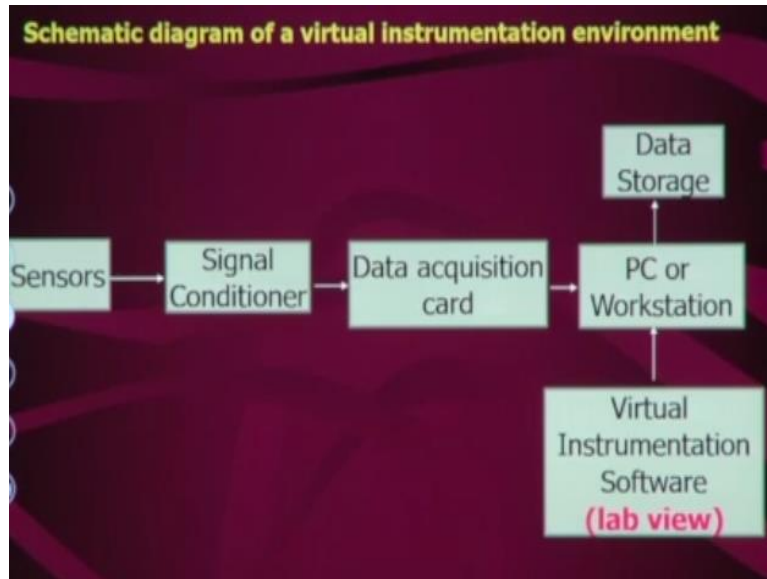 Schematic diagram of a virtual instrumentation environment
Data
Storage
Sensors
Signal
Conditioner
Data acquisition
card
PC or
Workstation
Virtual
Instrumentation
Software
(lab view)